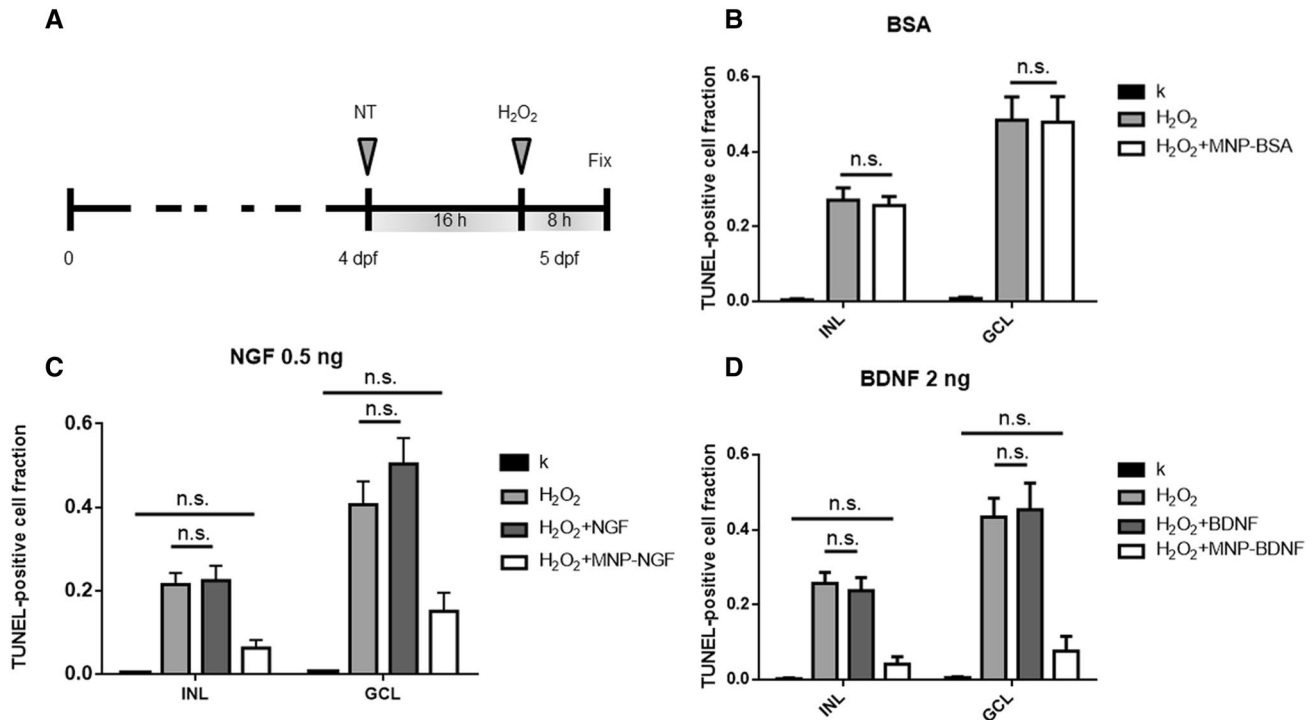 A
NT
H₂O₂
Fix
16 h
8 h
0
4 dpf
5 dpf
B
BSA
TUNEL-positive cell fraction
0.6
0.4
0.2
0.0
n.s.
n.s.
INL
GCL
k
H₂O₂
H₂O₂+MNP-BSA
C
NGF 0.5 ng
TUNEL-positive cell fraction
0.6
0.4
0.2
0.0
n.s.
n.s.
n.s.
n.s.
INL
GCL
k
H₂O₂
H₂O₂+NGF
H₂O₂+MNP-NGF
D
BDNF 2 ng
TUNEL-positive cell fraction
0.6
0.4
0.2
0.0
n.s.
n.s.
n.s.
n.s.
INL
GCL
k
H₂O₂
H₂O₂+BDNF
H₂O₂+MNP-BDNF